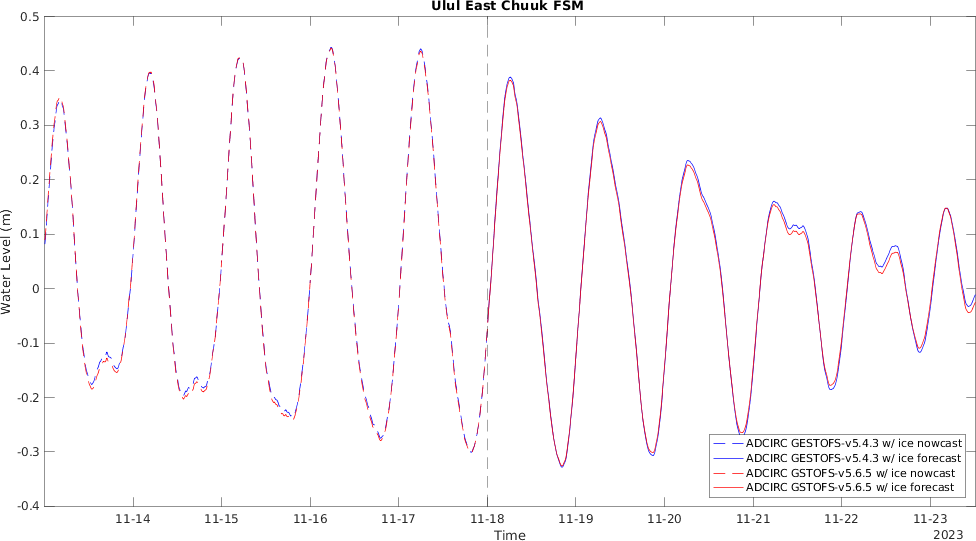 Ulul East Chuuk FSM
0.5
0.4
0.3
0.2
0.1
0
-0.1
-0.2
-0.3
-0.4
Water Level (m)
11-14 11-15 11-16 11-17 11-18 11-19 11-20 11-21 11-22 11-23
Time
2023
ADCIRC GESTOFS-v5.4.3 w/ ice nowcast
ADCIRC GESTOFS-v5.4.3 w/ ice forecast
ADCIRC GSTOFS-v5.6.5 w/ ice nowcast
ADCIRC GSTOFS-v5.6.5 w/ ice forecast